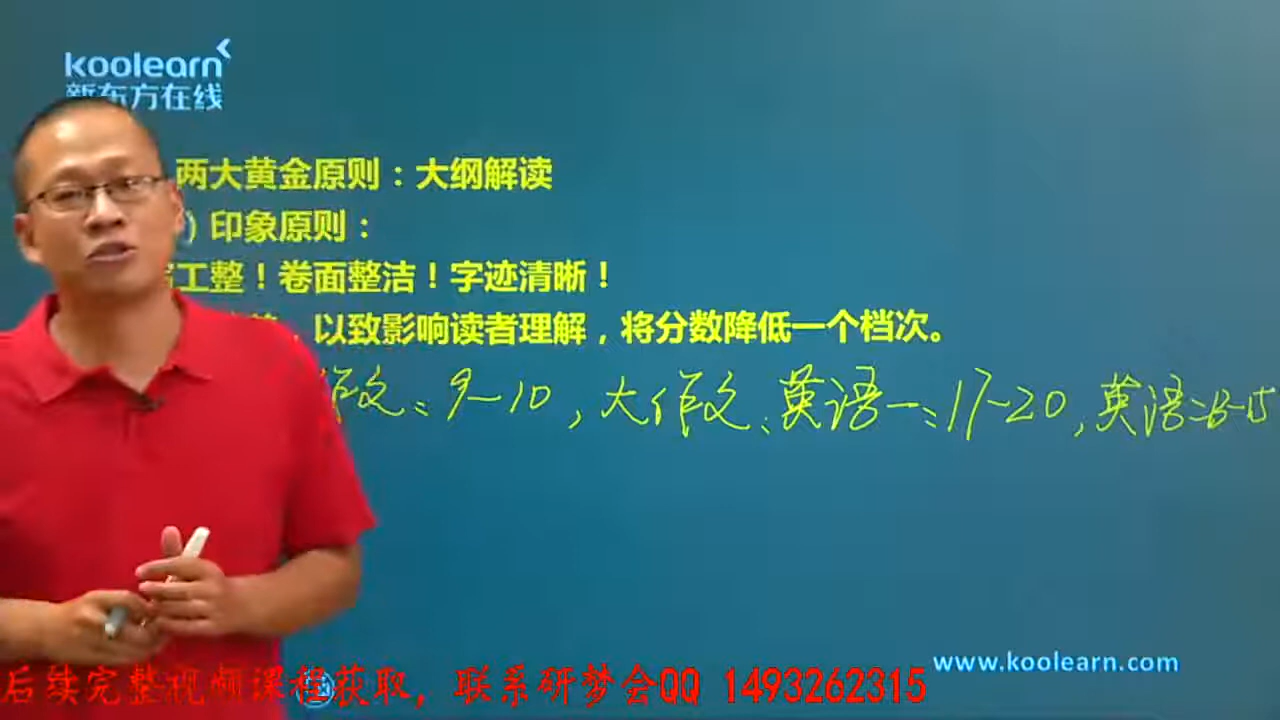 koolearn
新东方在线
两大黄金原则：大纲解读
）印象原则：
工整！卷面整洁！字迹清晰！
，以致影响读者理解，将分数降低一个档次。
作文：9-10，大作文：英语一：17-20，英语二13-15
www.koolearn.com
后续完整视频课程获取，联系研梦会QQ 1493262315